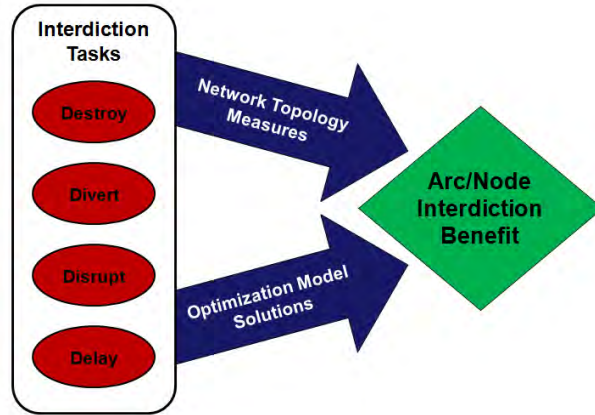 Interdiction
Tasks
Destroy
Divert
Disrupt
Delay
Network Topology
Measures
Optimization Model
Solutions
Arc/Node
Interdiction
Benefit